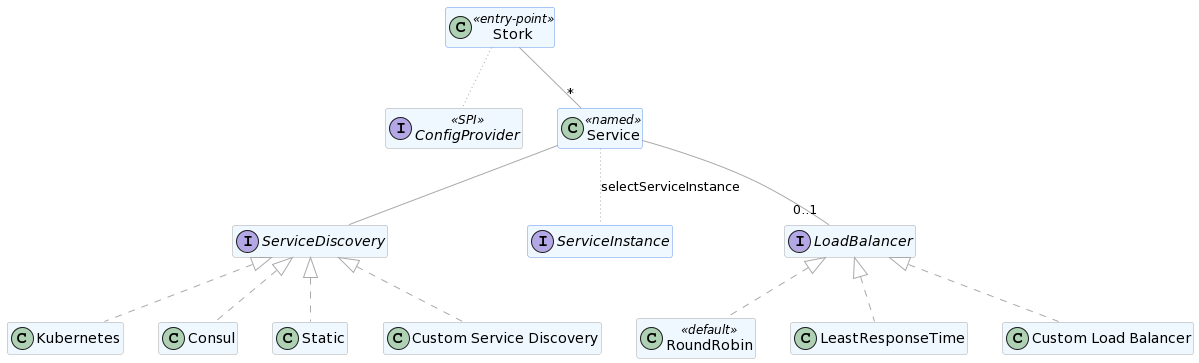 C «entry-point»
Stork
*
I «SPI»
ConfigProvider
C «named»
Service
selectServiceInstance
0..1
I ServiceDiscovery
I ServiceInstance
I LoadBalancer
C Kubernetes
C Consul
C Static
C Custom Service Discovery
C «default»
RoundRobin
C LeastResponseTime
C Custom Load Balancer